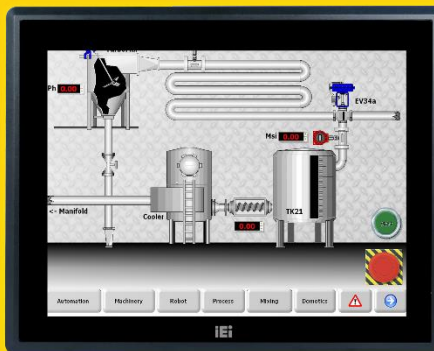 Ph 0.00
EV34a
Msi 0.00
<- Manifold
Cooler
TK21
0.00
Automation
Machinery
Robot
Process
Mixing
Domotics
iEi